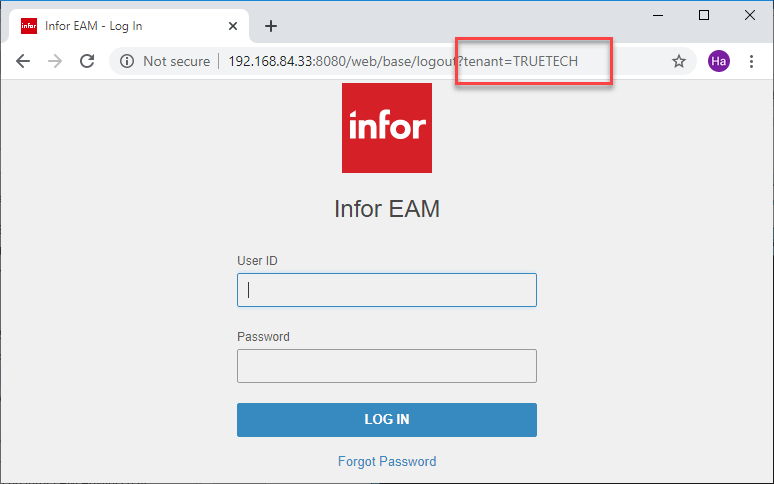 infor Infor EAM - Log In
Not secure 192.168.84.33:8080/web/base/logout?tenant=TRUETECH Ha
infor
Infor EAM
User ID
Password
LOG IN
Forgot Password